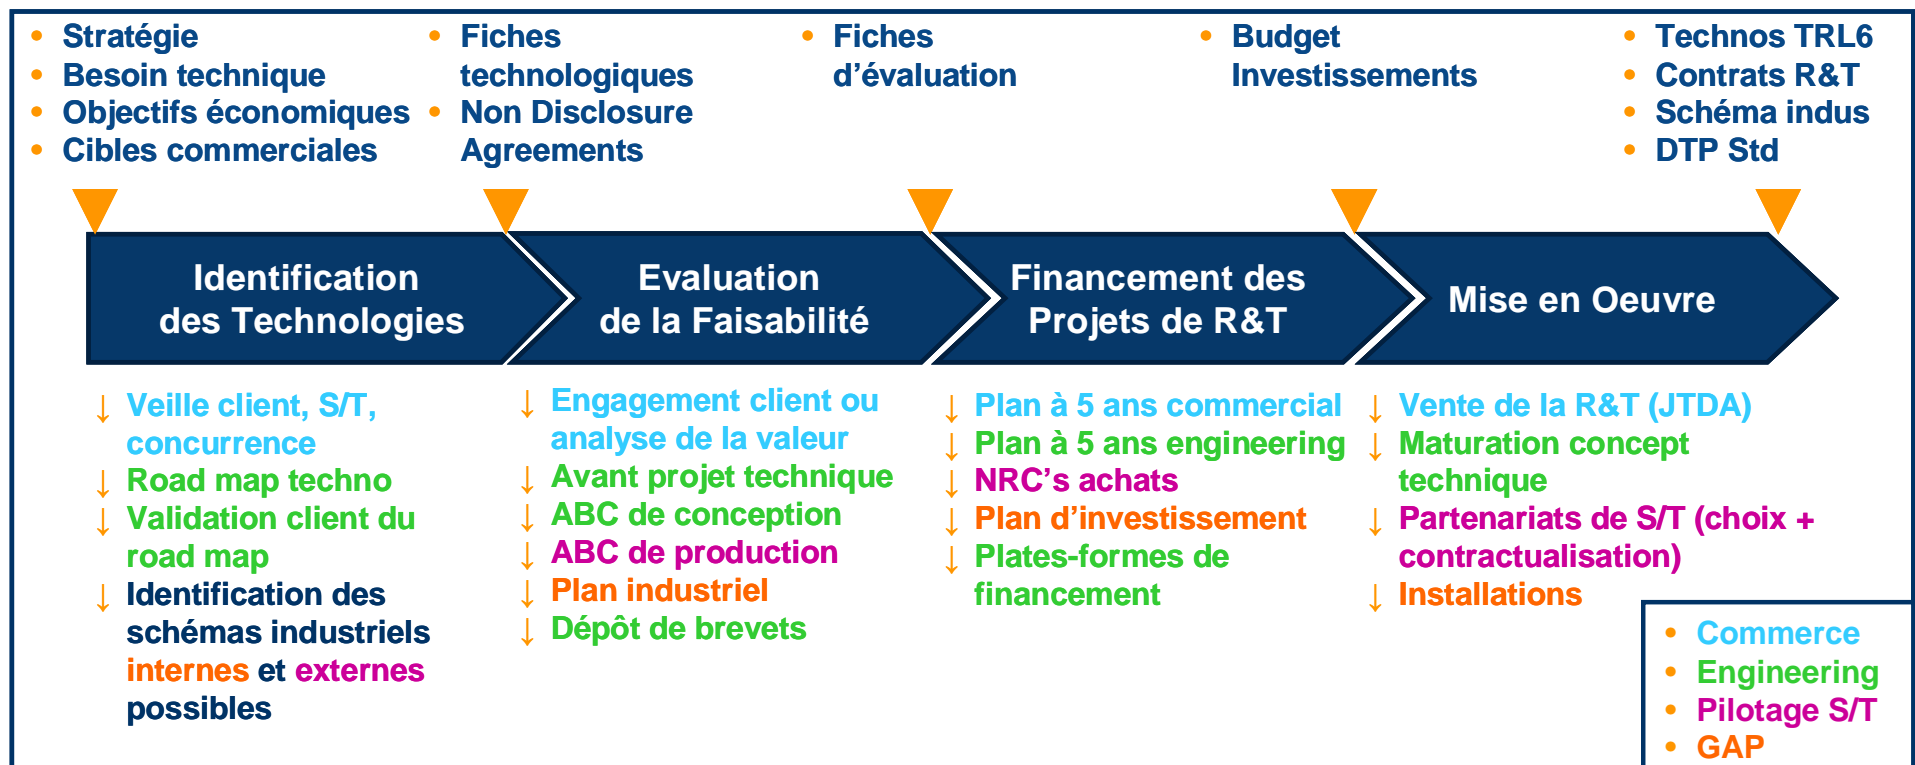 • Stratégie
• Besoin technique
• Objectifs économiques
• Cibles commerciales
• Fiches
technologiques
• Non Disclosure
Agreements
• Fiches
d’évaluation
• Budget
Investissements
• Technos TRL6
• Contrats R&T
• Schéma indus
• DTP Std
Identification
des Technologies
Evaluation
de la Faisabilité
Financement des
Projets de R&T
Mise en Oeuvre
↓ Veille client, S/T,
concurrence
↓ Road map techno
↓ Validation client du
road map
↓ Identification des
schémas industriels
internes et externes
possibles
↓ Engagement client ou
analyse de la valeur
↓ Avant projet technique
↓ ABC de conception
↓ ABC de production
↓ Plan industriel
↓ Dépôt de brevets
↓ Plan à 5 ans commercial
↓ Plan à 5 ans engineering
↓ NRC’s achats
↓ Plan d’investissement
↓ Plates-formes de
financement
↓ Vente de la R&T (JTDA)
↓ Maturation concept
technique
↓ Partenariats de S/T (choix +
contractualisation)
↓ Installations
• Commerce
• Engineering
• Pilotage S/T
• GAP